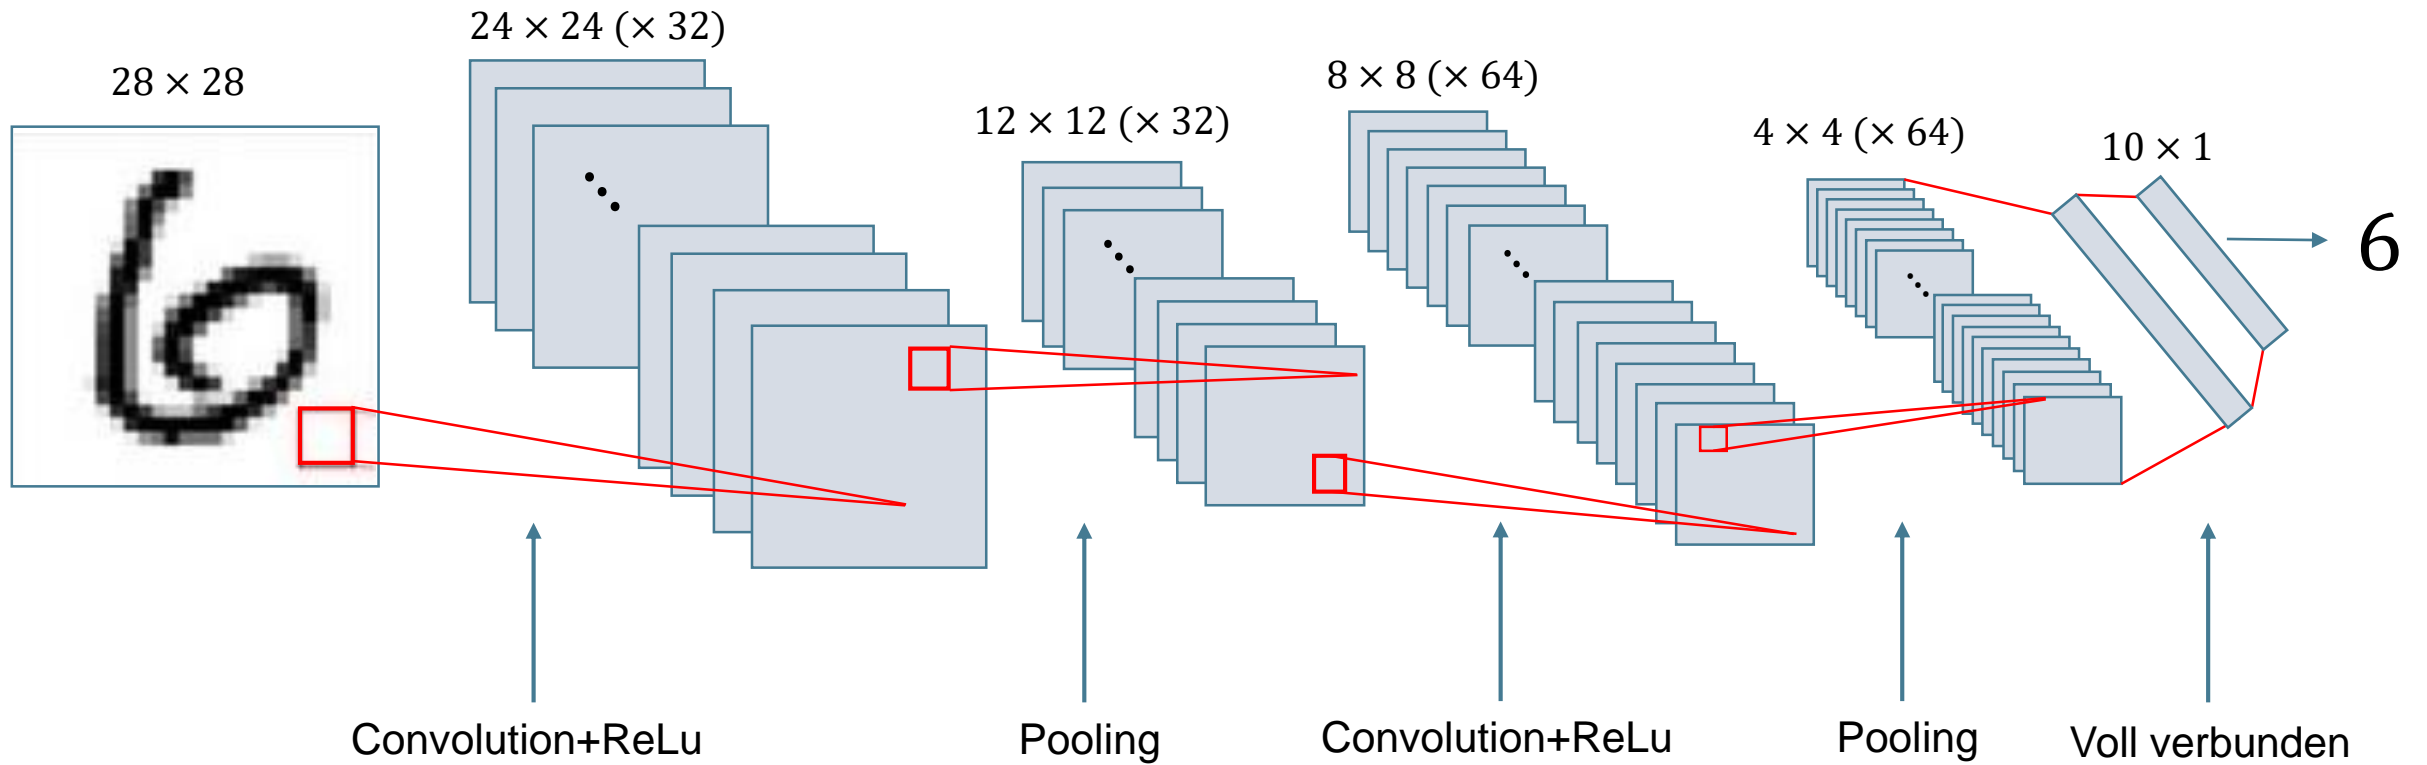 28 × 28
24 × 24 (× 32)
12 × 12 (× 32)
8 × 8 (× 64)
4 × 4 (× 64)
10 × 1
6
Convolution+ReLu
Pooling
Convolution+ReLu
Pooling
Voll verbunden